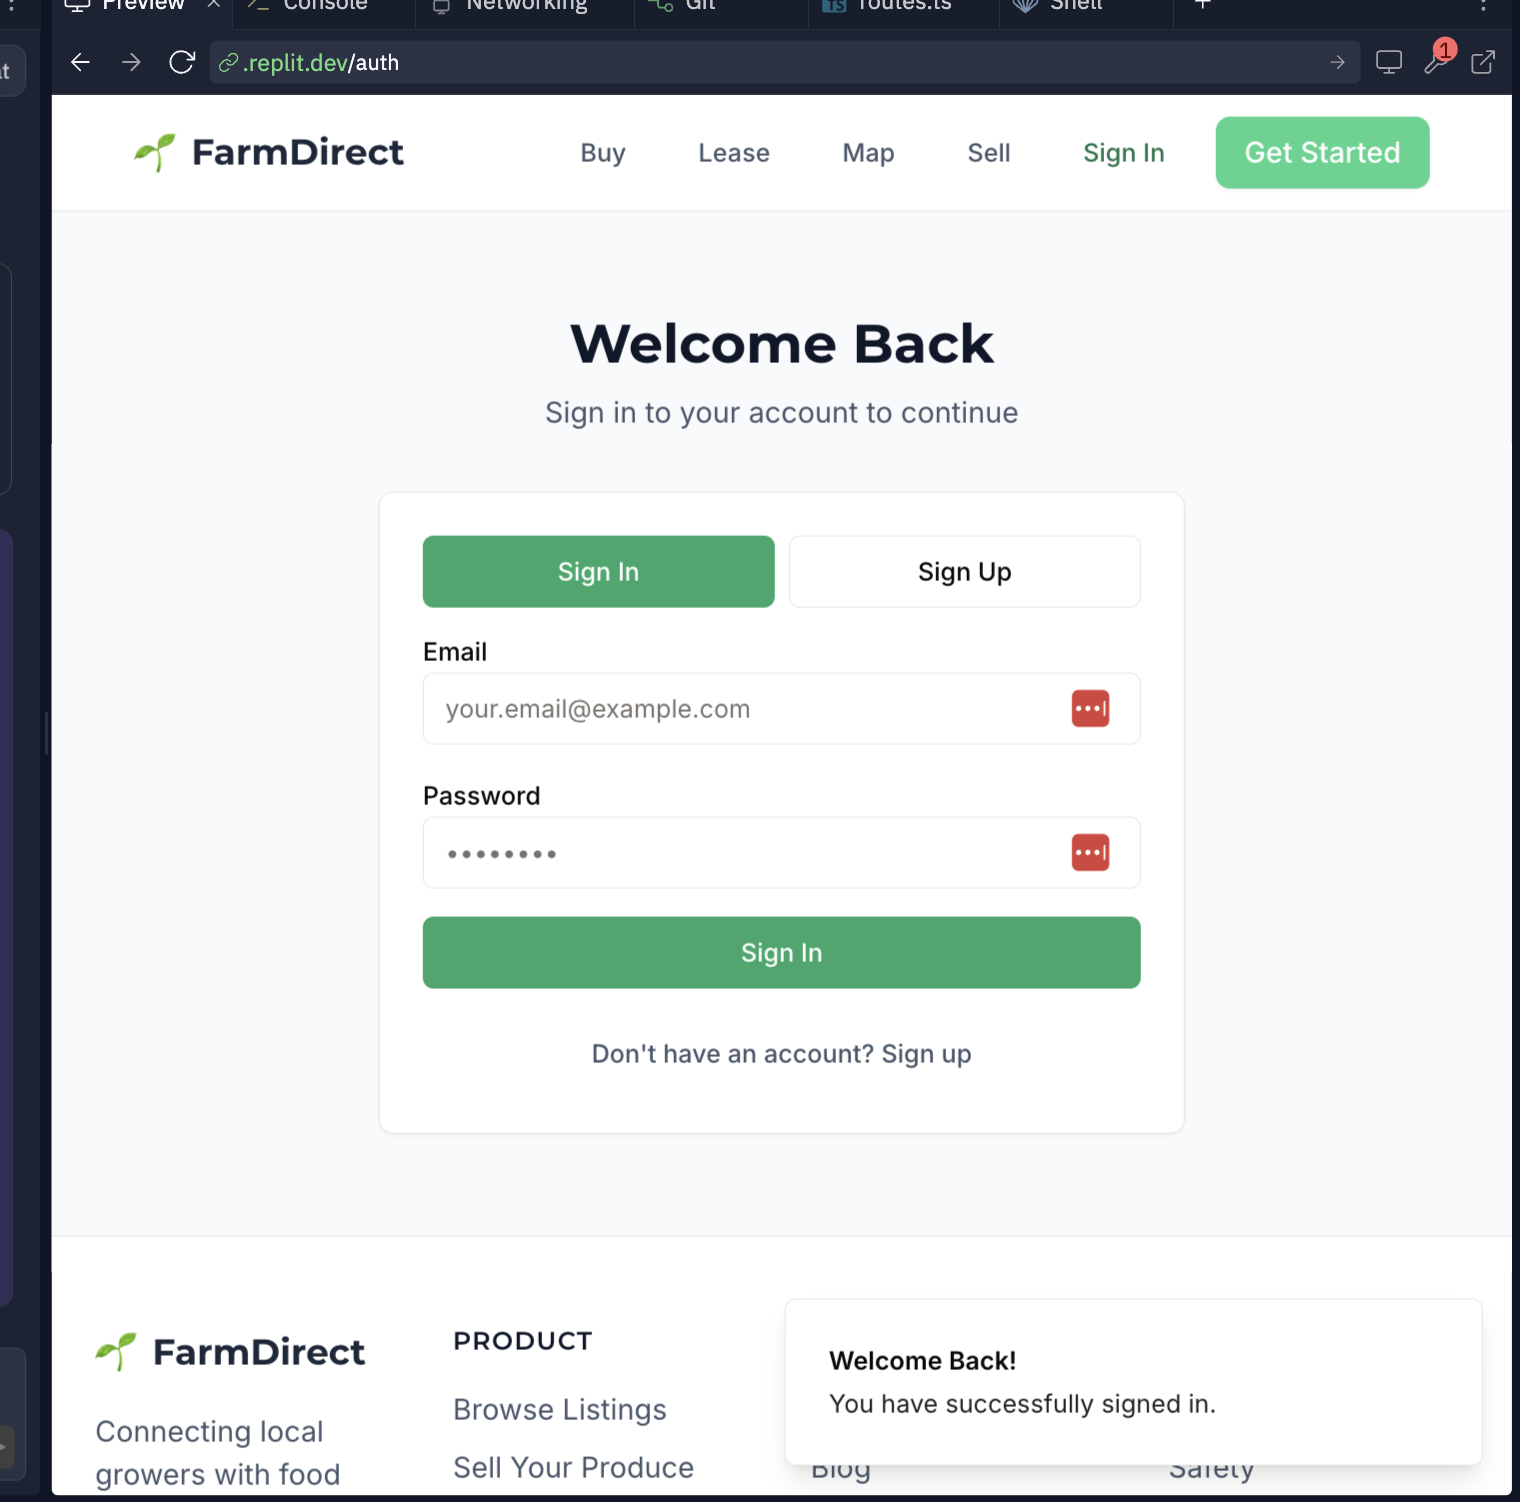 Preview
Console
Networking
Git
routes.ts
Shell
.replit.dev/auth
1
FarmDirect
Buy
Lease
Map
Sell
Sign In
Get Started
Welcome Back
Sign in to your account to continue
Sign In
Sign Up
Email
your.email@example.com
Password
Sign In
Don't have an account? Sign up
FarmDirect
Connecting local
growers with food
PRODUCT
Browse Listings
Sell Your Produce
Welcome Back!
You have successfully signed in.
Blog
Safety